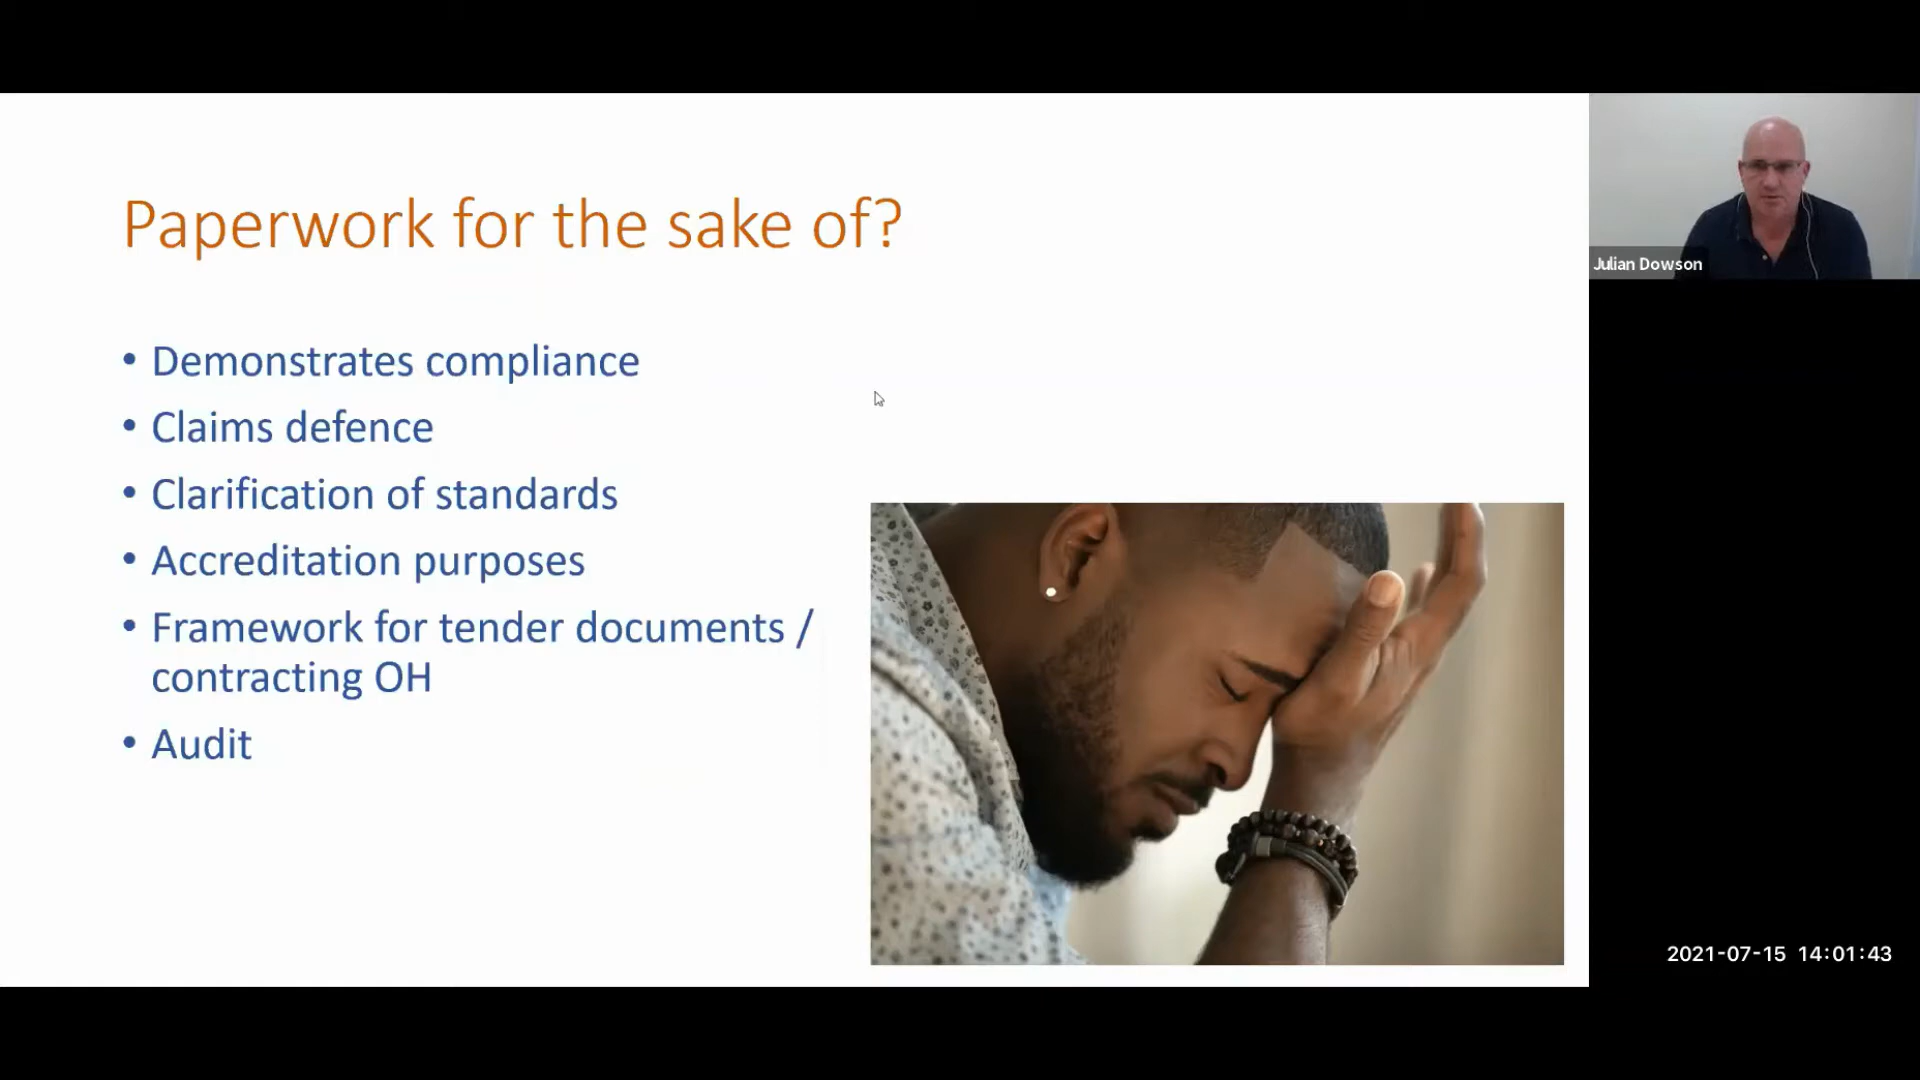 Paperwork for the sake of?
• Demonstrates compliance
• Claims defence
• Clarification of standards
• Accreditation purposes
• Framework for tender documents /
contracting OH
• Audit
Julian Dowson
2021-07-15 14:01:43